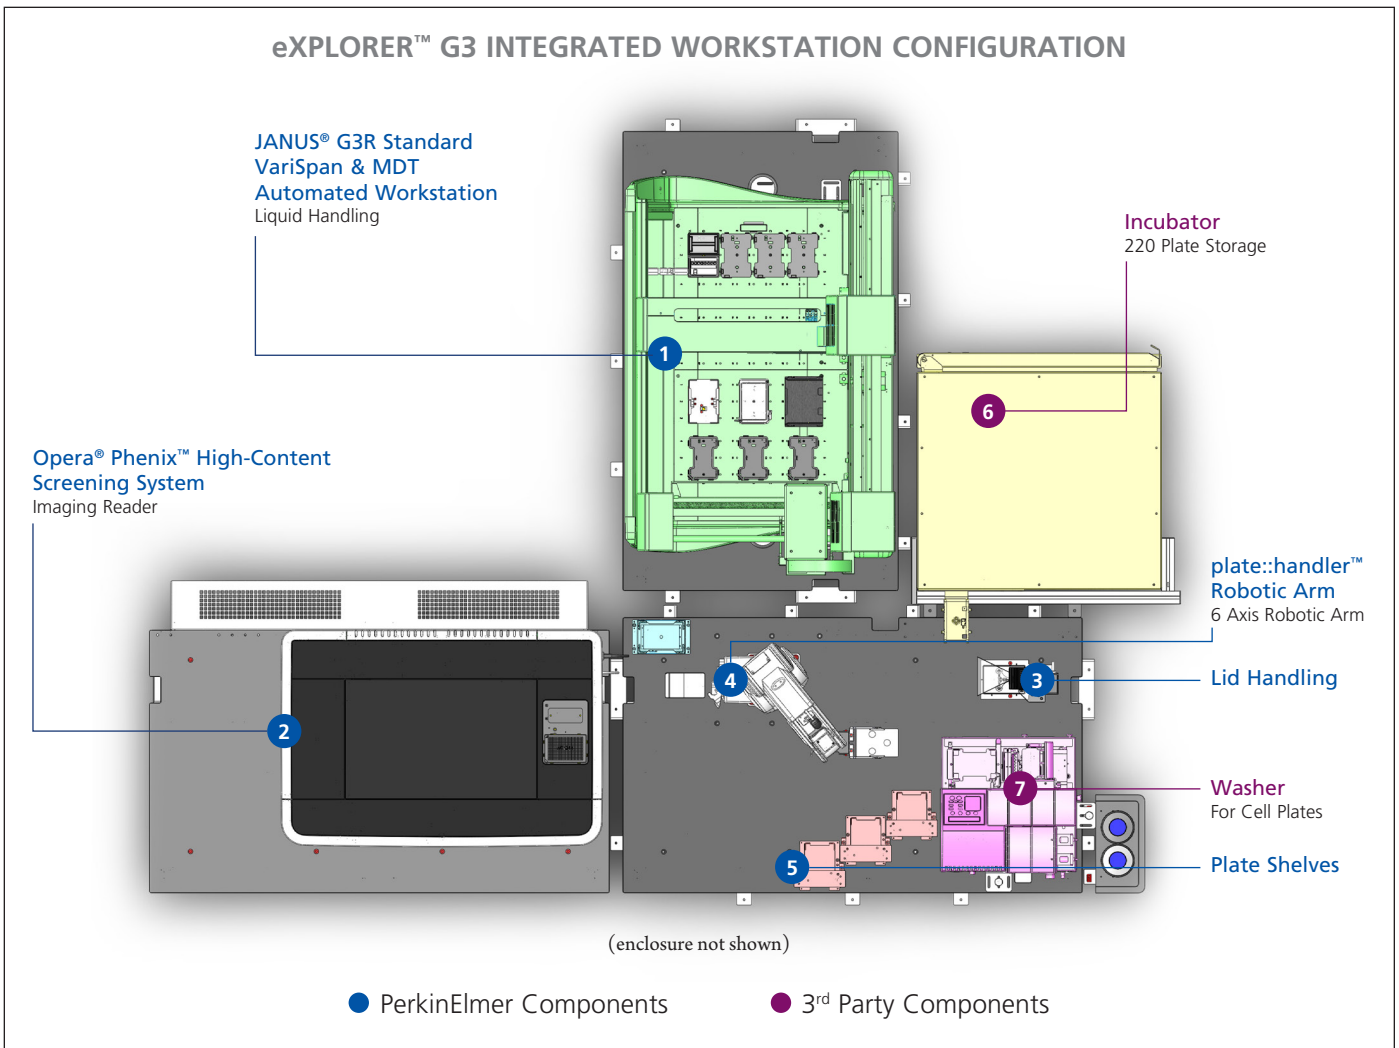 eXPLORER™ G3 INTEGRATED WORKSTATION CONFIGURATION
JANUS® G3R Standard
VariSpan & MDT
Automated Workstation
Liquid Handling
Incubator
220 Plate Storage
1
6
Opera® Phenix™ High-Content
Screening System
Imaging Reader
plate::handler™
Robotic Arm
6 Axis Robotic Arm
4
3
Lid Handling
2
7
Washer
For Cell Plates
5
Plate Shelves
(enclosure not shown)
PerkinElmer Components
3rd Party Components